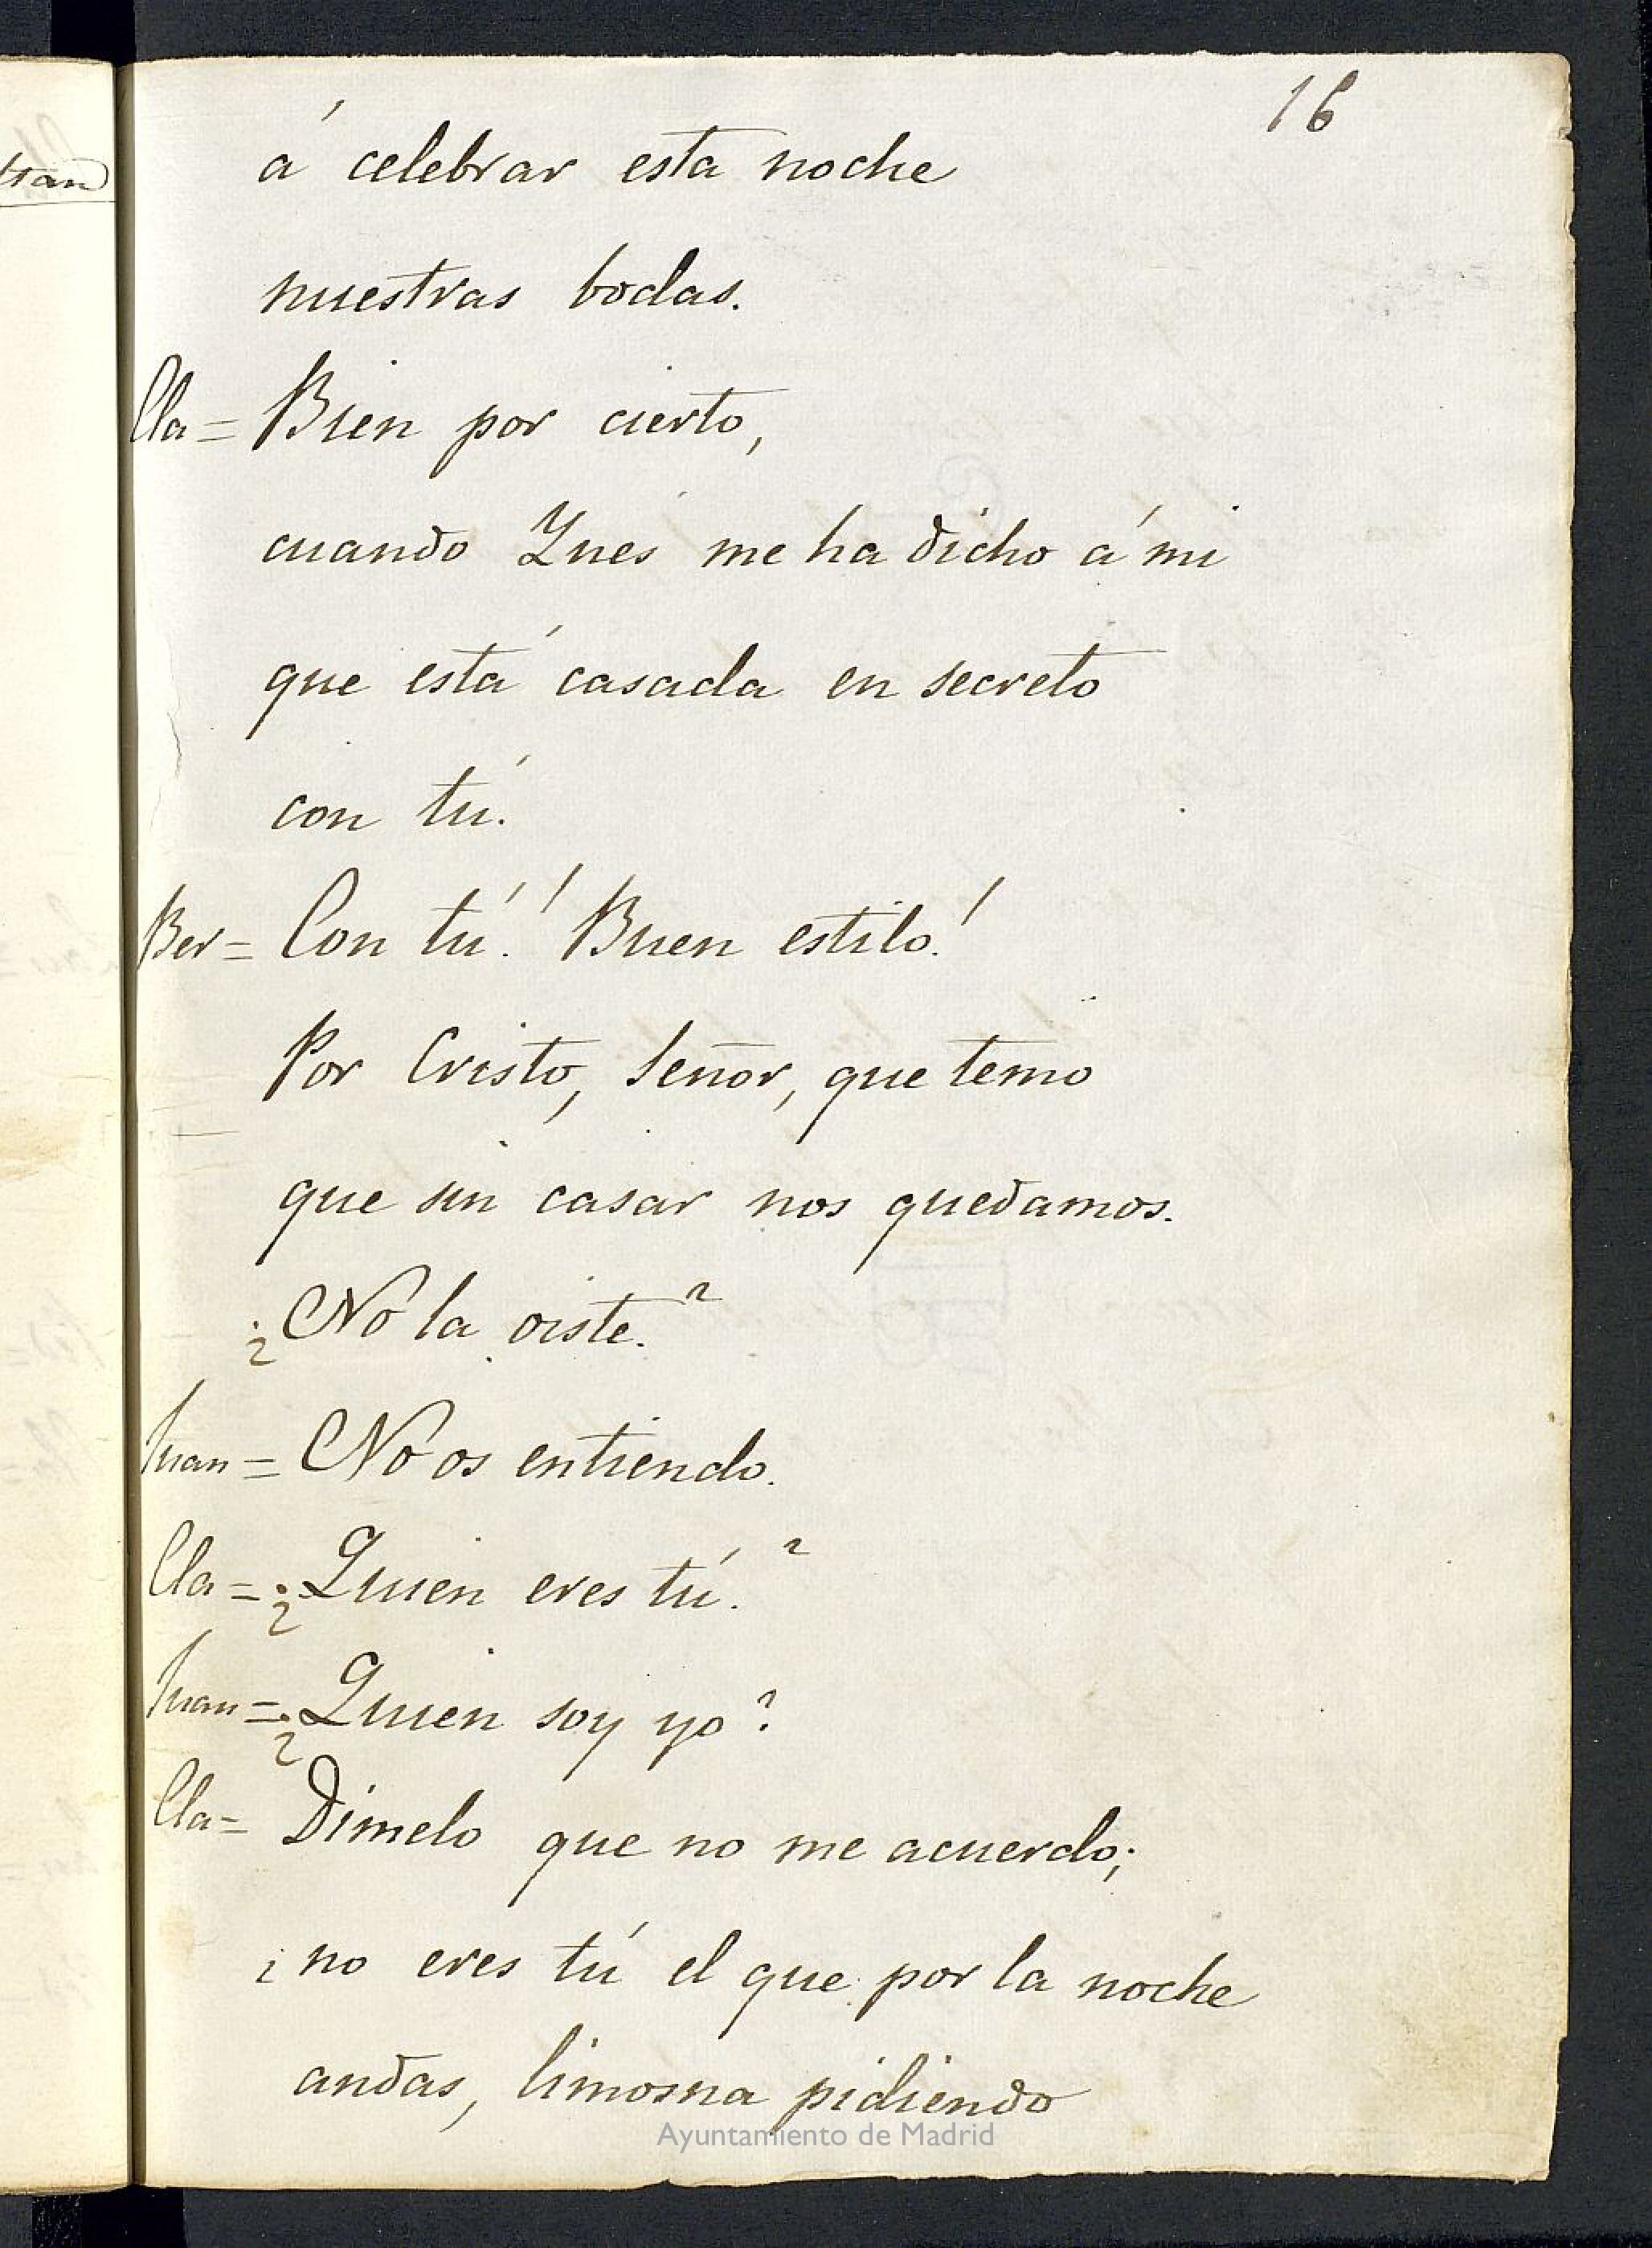 16
á celebrar esta noche
nuestras bodas.
Cla = Bien por cierto,
cuando Ynés me ha dicho á mi
que está casada en secreto
con tú.
Ber = Con tú! Buen estilo!
Por Cristo, Señor, que temo
que sin casar nos quedamos.
¿No la oiste?
Juan = No os entiendo.
Cla = ¿Quien eres tú?
Juan = ¿Quien soy yo?
Cla = Dimelo que no me acuerdo;
¿no eres tú el que por la noche
andas, limosna pidiendo
Ayuntamiento de Madrid